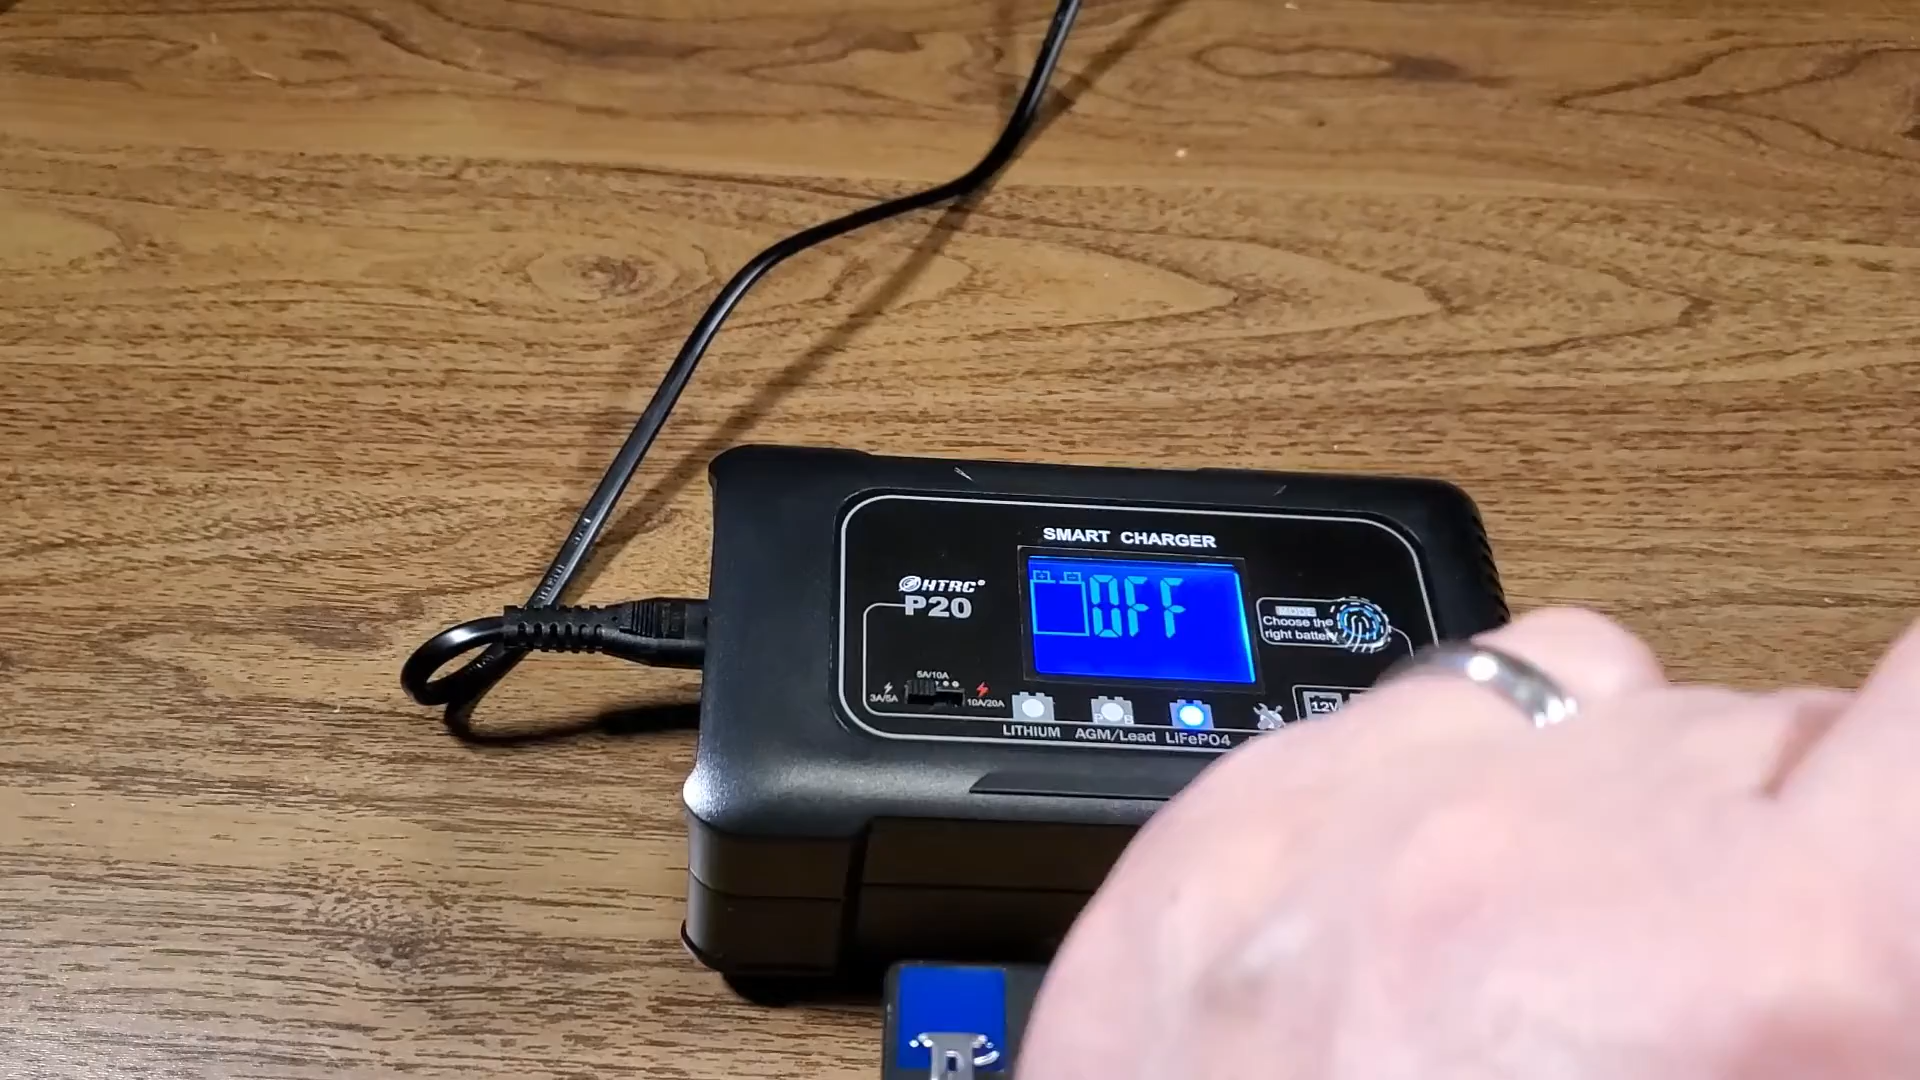 SMART CHARGER
HTRC®
P20
OFF
MODE
Choose the
right battery
5A/10A
3A/5A
10A/20A
12V
LITHIUM
AGM/Lead
LiFePO4